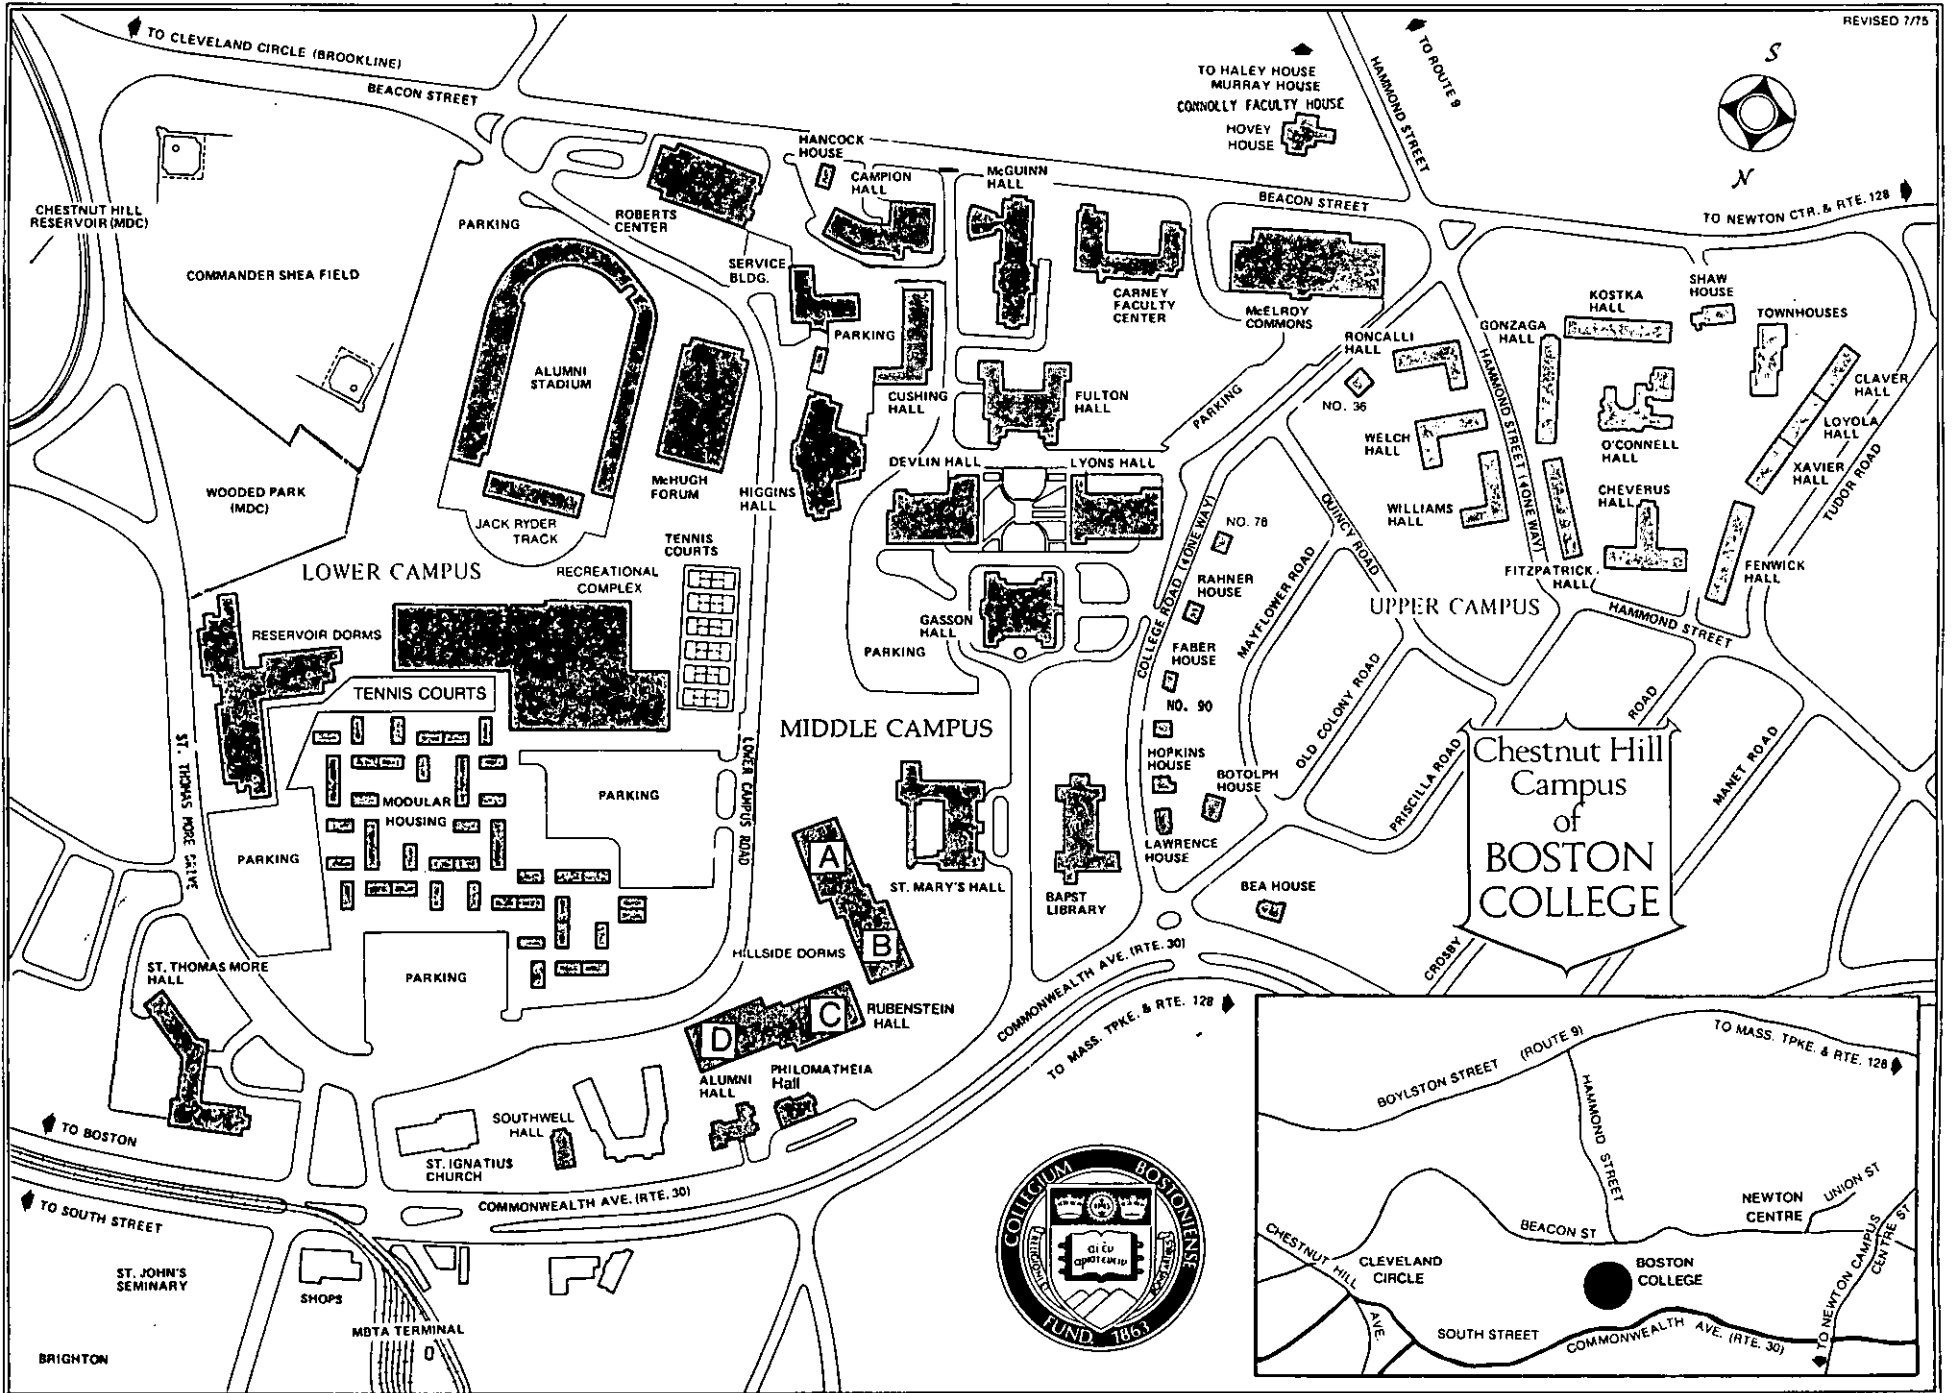 REVISED 7/75
S
N
TO CLEVELAND CIRCLE (BROOKLINE)
BEACON STREET
TO HALEY HOUSE
MURRAY HOUSE
CONNOLLY FACULTY HOUSE
HOVEY
HOUSE
HAMMOND STREET
TO ROUTE 9
BEACON STREET
TO NEWTON CTR. & RTE. 128
CHESTNUT HILL
RESERVOIR (MDC)
COMMANDER SHEA FIELD
PARKING
ROBERTS
CENTER
HANCOCK
HOUSE
CAMPION
HALL
McGUINN
HALL
SERVICE
BLDG.
PARKING
CARNEY
FACULTY
CENTER
McELROY
COMMONS
RONCALLI
HALL
NO. 36
GONZAGA
HALL
KOSTKA
HALL
SHAW
HOUSE
TOWNHOUSES
CLAVER
HALL
LOYOLA
HALL
XAVIER
HALL
TUDOR ROAD
O'CONNELL
HALL
CHEVERUS
HALL
FENWICK
HALL
FITZPATRICK
HALL
HAMMOND STREET (ONE WAY)
HAMMOND STREET
WELCH
HALL
WILLIAMS
HALL
UPPER CAMPUS
ALUMNI
STADIUM
McHUGH
FORUM
JACK RYDER
TRACK
WOODED PARK
(MDC)
HIGGINS
HALL
CUSHING
HALL
FULTON
HALL
PARKING
DEVLIN HALL
LYONS HALL
GASSON
HALL
PARKING
TENNIS
COURTS
LOWER CAMPUS
RECREATIONAL
COMPLEX
RESERVOIR DORMS
TENNIS COURTS
MODULAR
HOUSING
PARKING
PARKING
PARKING
LOWER CAMPUS ROAD
ST. THOMAS MORE DRIVE
MIDDLE CAMPUS
COLLEGE ROAD (ONE WAY)
NO. 78
RAHNER
HOUSE
FABER
HOUSE
NO. 90
HOPKINS
HOUSE
BOTOLPH
HOUSE
LAWRENCE
HOUSE
BEA HOUSE
MAYFLOWER ROAD
QUINCY ROAD
OLD COLONY ROAD
PRISCILLA ROAD
ROAD
MANET ROAD
CROSBY
Chestnut Hill
Campus
of
BOSTON
COLLEGE
ST. MARY'S HALL
BAPST
LIBRARY
A
B
HILLSIDE DORMS
C
D
RUBENSTEIN
HALL
ALUMNI
HALL
PHILOMATHEIA
Hall
ST. THOMAS MORE
HALL
SOUTHWELL
HALL
ST. IGNATIUS
CHURCH
COMMONWEALTH AVE. (RTE. 30)
COMMONWEALTH AVE. (RTE. 30)
TO MASS. TPKE. & RTE. 128
TO BOSTON
TO SOUTH STREET
ST. JOHN'S
SEMINARY
SHOPS
MBTA TERMINAL
BRIGHTON
COLLEGIUM BOSTONIENSE
FUND. 1863
IHS
αἰὲν
ἀριστεύειν
BOYLSTON STREET (ROUTE 9)
TO MASS. TPKE. & RTE. 128
HAMMOND STREET
BEACON ST
NEWTON
CENTRE
UNION ST
CENTRE ST
TO NEWTON CAMPUS
CHESTNUT HILL
AVE.
CLEVELAND
CIRCLE
BOSTON
COLLEGE
SOUTH STREET
COMMONWEALTH AVE. (RTE. 30)